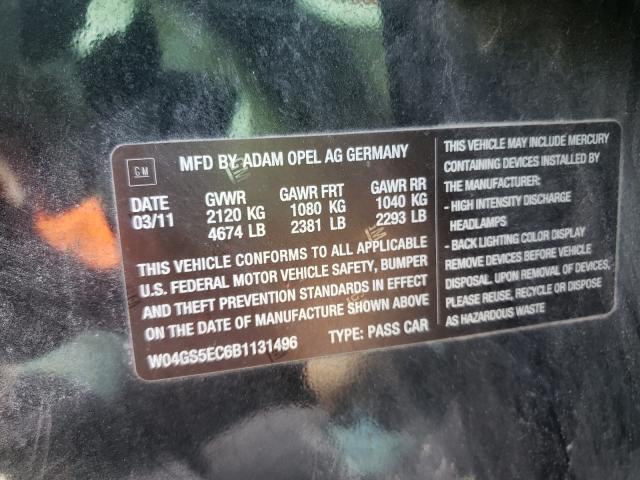 GM
MFD BY ADAM OPEL AG GERMANY
DATE GVWR GAWR FRT GAWR RR
03/11 2120 KG 1080 KG 1040 KG
4674 LB 2381 LB 2293 LB
THIS VEHICLE CONFORMS TO ALL APPLICABLE
U.S. FEDERAL MOTOR VEHICLE SAFETY, BUMPER
AND THEFT PREVENTION STANDARDS IN EFFECT
ON THE DATE OF MANUFACTURE SHOWN ABOVE
W04GS5EC6B1131496 TYPE: PASS CAR
THIS VEHICLE MAY INCLUDE MERCURY
CONTAINING DEVICES INSTALLED BY
THE MANUFACTURER:
- HIGH INTENSITY DISCHARGE
HEADLAMPS
- BACK LIGHTING COLOR DISPLAY
REMOVE DEVICES BEFORE VEHICLE
DISPOSAL. UPON REMOVAL OF DEVICES,
PLEASE REUSE, RECYCLE OR DISPOSE
AS HAZARDOUS WASTE